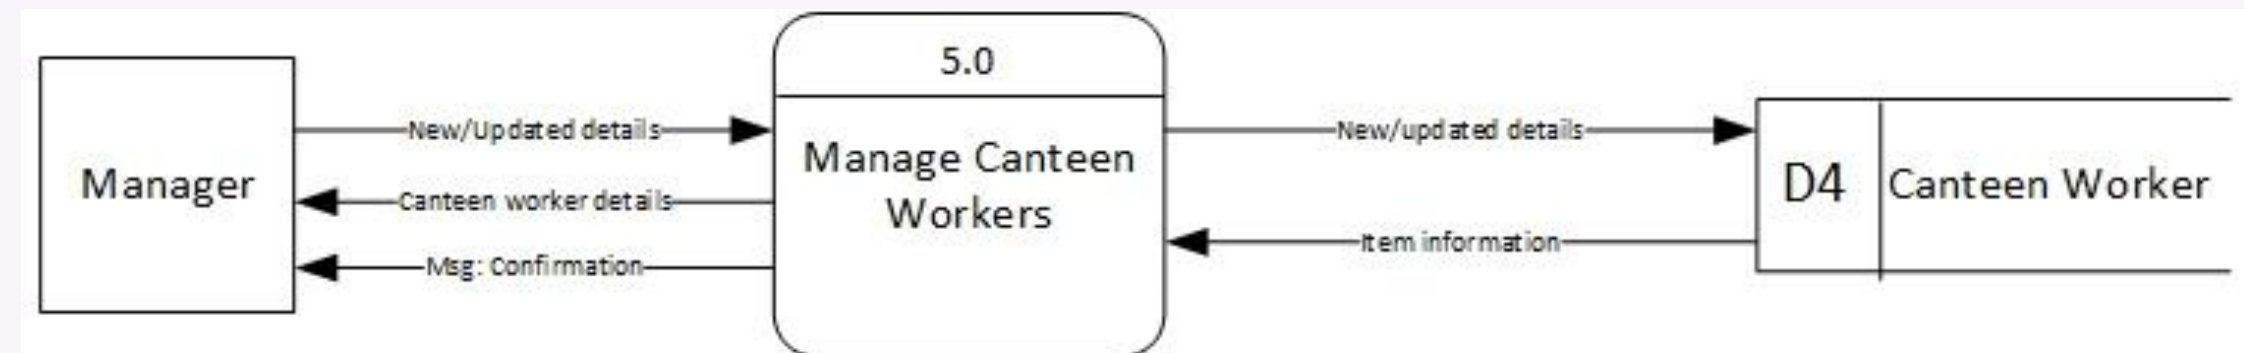 5.0
Manager
New/Updated details
Canteen worker details
Msg: Confirmation
Manage Canteen
Workers
New/updated details
Item information
D4
Canteen Worker